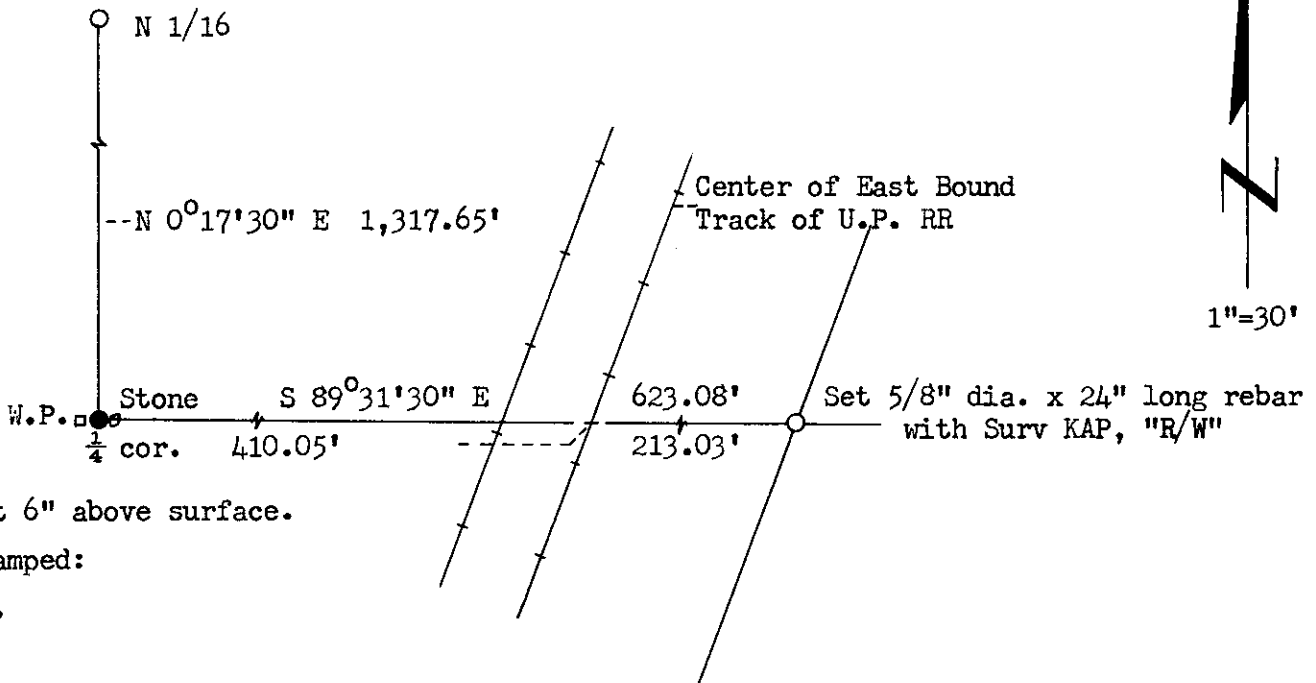 N 1/16
--N 0°17'30" E 1,317.65'
Center of East Bound
Track of U.P. RR
1"=30'
N
W.P. Stone S 89°31'30" E 623.08' Set 5/8" dia. x 24" long rebar
1/4 cor. 410.05' 213.03' with Surv KAP, "R/W"
6" above surface.